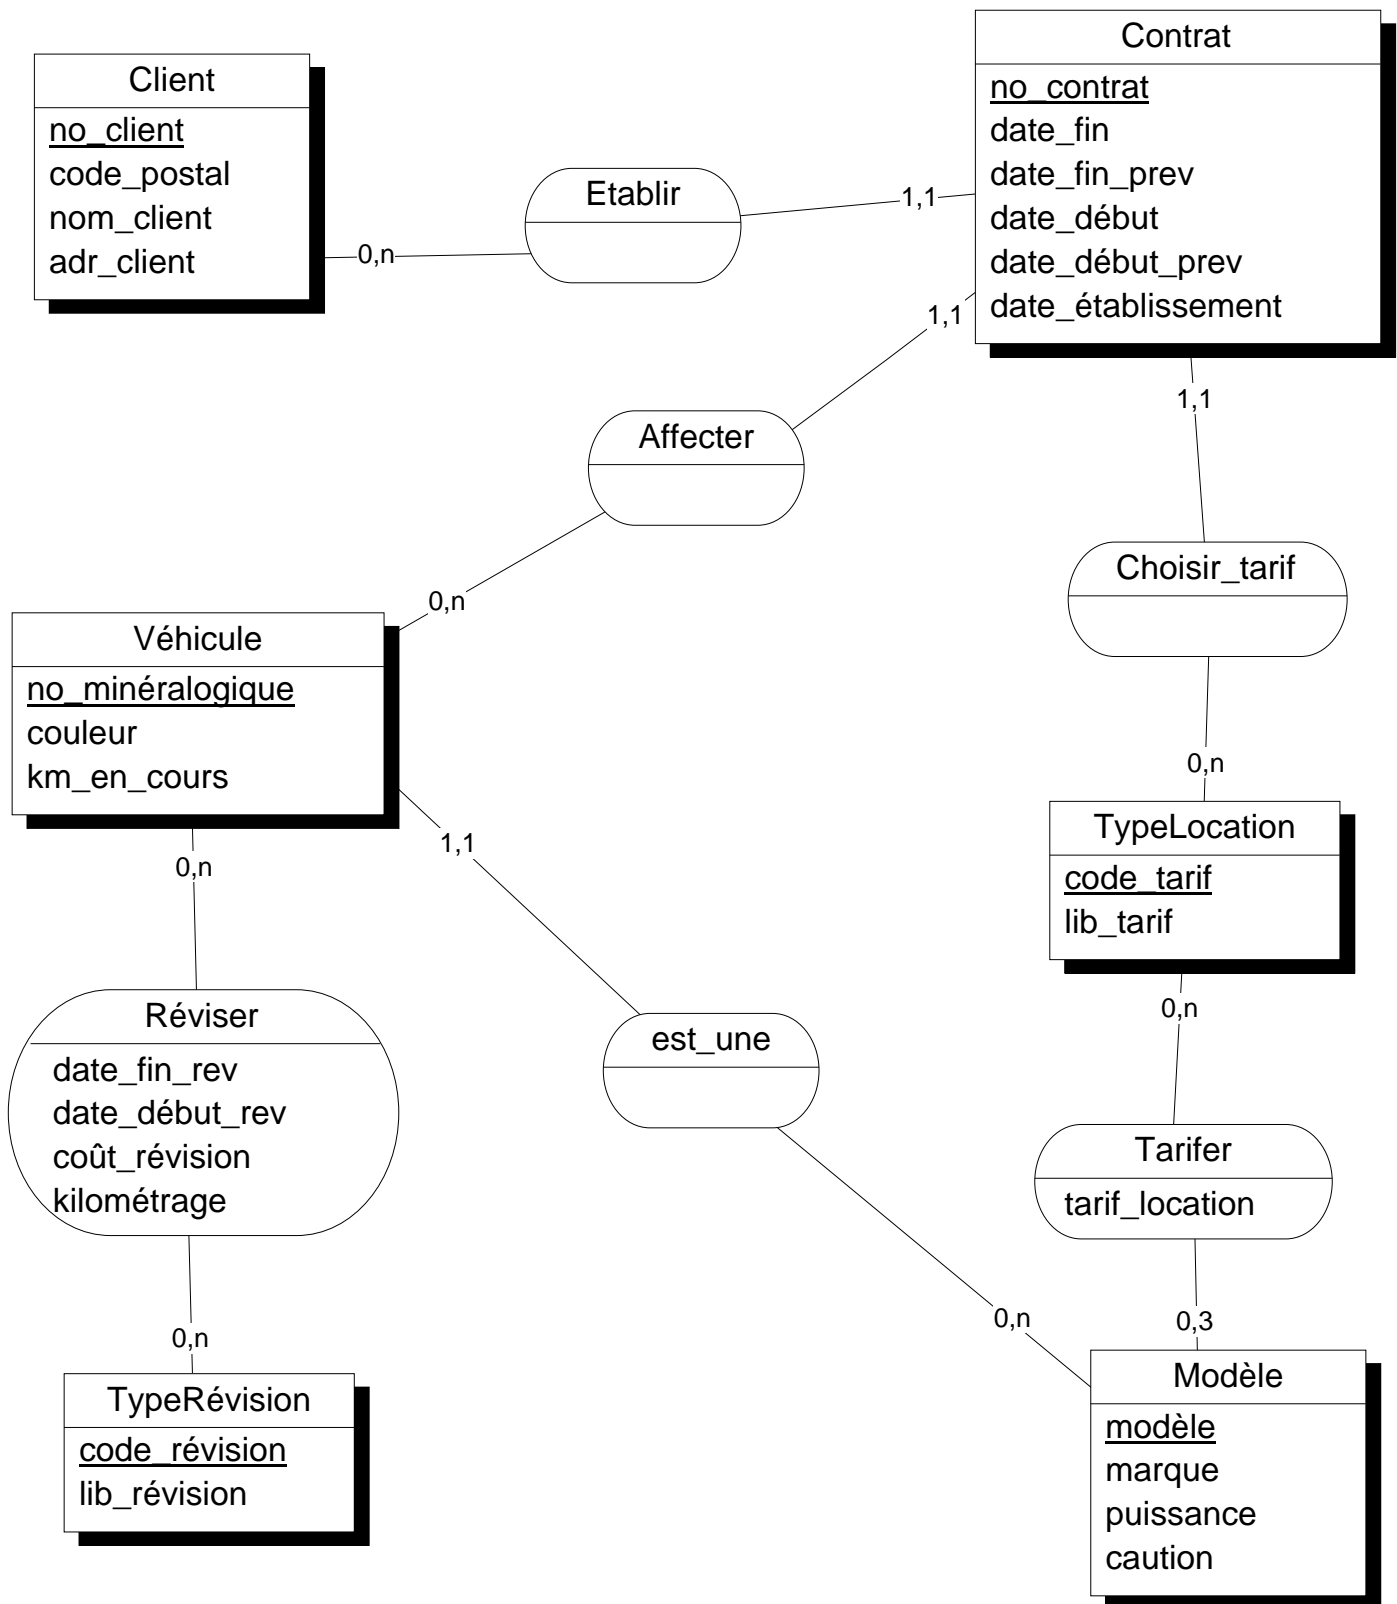 Client
no_client
code_postal
nom_client
adr_client
Contrat
no_contrat
date_fin
date_fin_prev
date_début
date_début_prev
date_établissement
Etablir
0,n
1,1
1,1
Affecter
0,n
1,1
Choisir_tarif
0,n
Véhicule
no_minéralogique
couleur
km_en_cours
TypeLocation
code_tarif
lib_tarif
0,n
1,1
0,n
Réviser
date_fin_rev
date_début_rev
coût_révision
kilométrage
est_une
Tarifer
tarif_location
0,n
0,n
0,3
TypeRévision
code_révision
lib_révision
Modèle
modèle
marque
puissance
caution